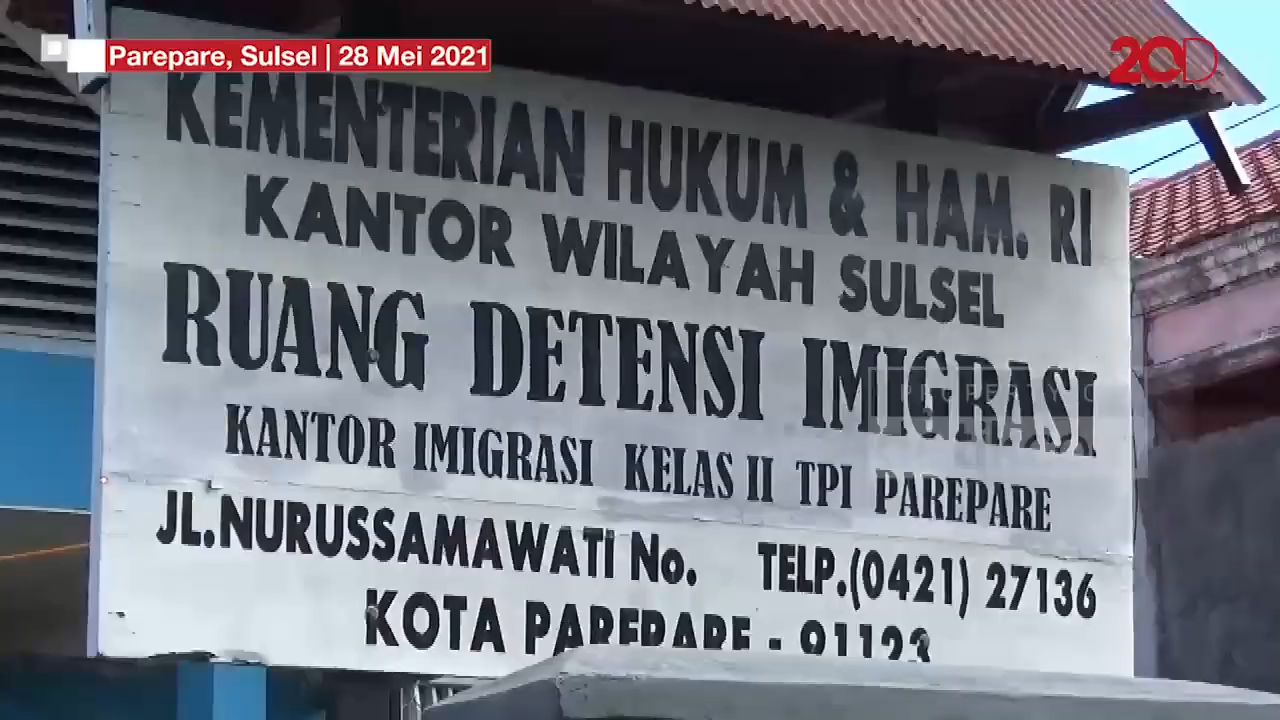 Parepare, Sulsel | 28 Mei 2021
20D
KEMENTERIAN HUKUM & HAM. RI
KANTOR WILAYAH SULSEL
RUANG DETENSI IMIGRASI
KANTOR IMIGRASI KELAS II TPI PAREPARE
JL.NURUSSAMAWATI No. TELP.(0421) 27136
KOTA PAREPARE - 91123